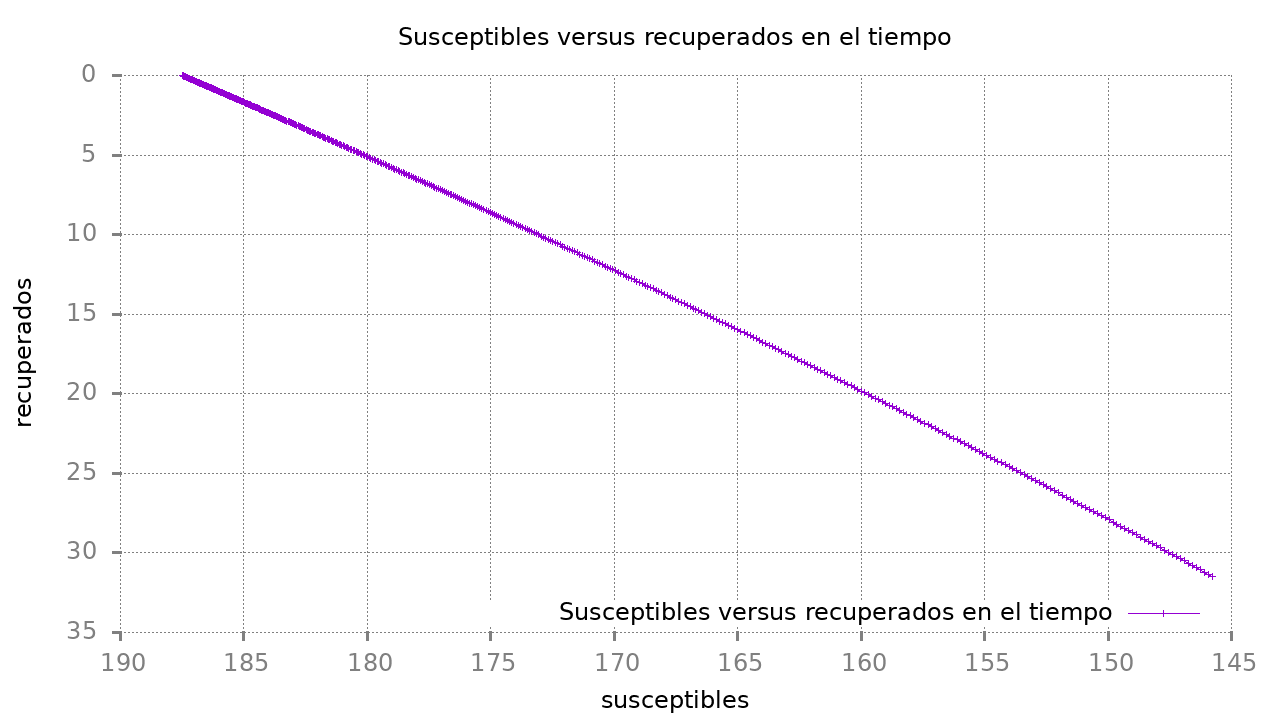 Susceptibles versus recuperados en el tiempo
0
5
10
15
20
25
30
35
recuperados
Susceptibles versus recuperados en el tiempo
190 185 180 175 170 165 160 155 150 145
susceptibles